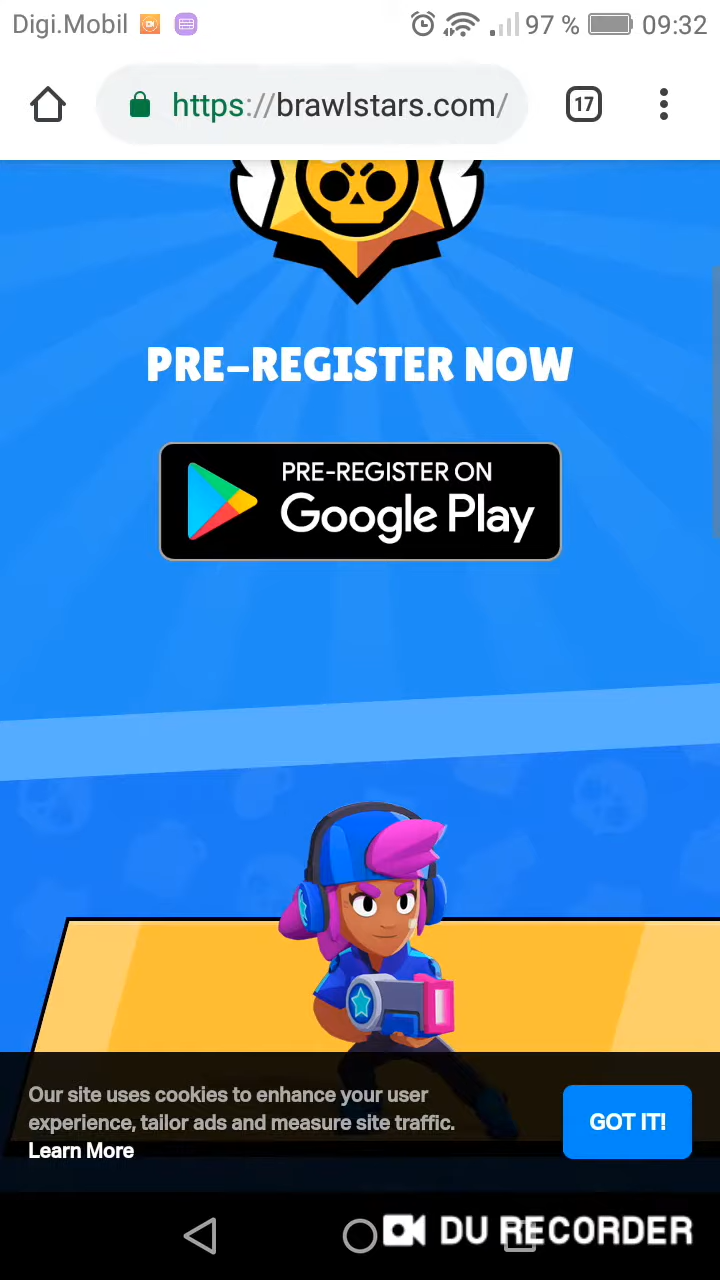 Digi.Mobil 97 % 09:32
https://brawlstars.com/ 17
PRE-REGISTER NOW
PRE-REGISTER ON
Google Play
Our site uses cookies to enhance your user
experience, tailor ads and measure site traffic.
Learn More
GOT IT!
DU RECORDER